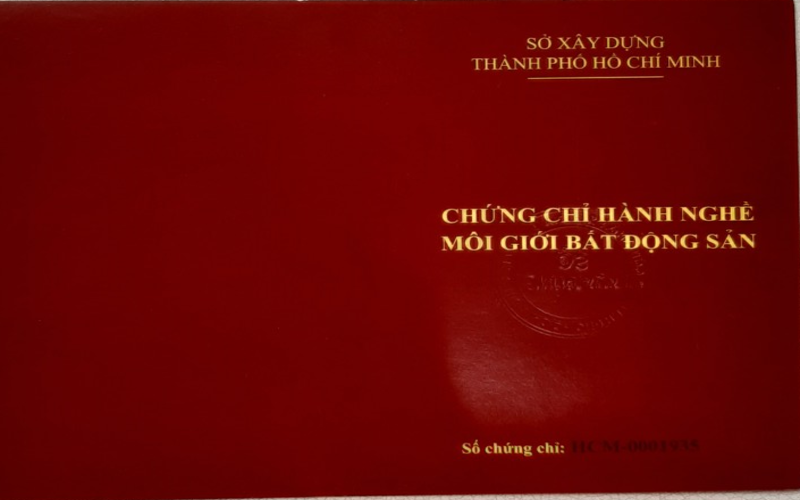 SỞ XÂY DỰNG
THÀNH PHỐ HỒ CHÍ MINH
CHỨNG CHỈ HÀNH NGHỀ
MÔI GIỚI BẤT ĐỘNG SẢN
Số chứng chỉ: